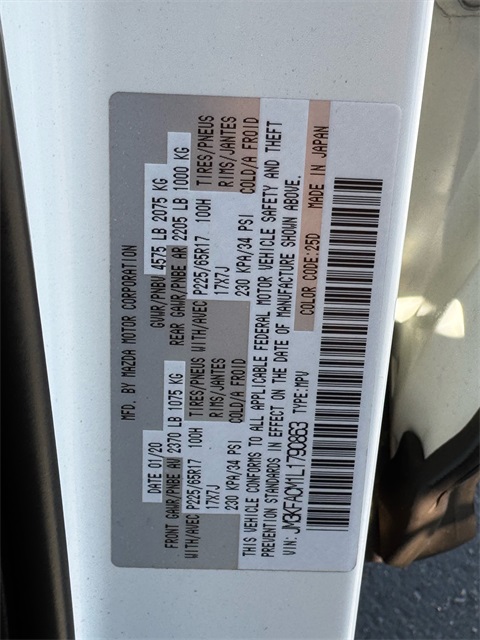 MFD. BY MAZDA MOTOR CORPORATION
DATE 01/20 GVWR/PNBV 4575 LB 2075 KG
FRONT GAWR/PNBE AV 2370 LB 1075 KG REAR GAWR/PNBE AR 2205 LB 1000 KG
WITH/AVEC P225/65R17 100H TIRES/PNEUS WITH/AVEC P225/65R17 100H TIRES/PNEUS
17X7J RIMS/JANTES 17X7J RIMS/JANTES
230 KPA/34 PSI COLD/A FROID 230 KPA/34 PSI COLD/A FROID
THIS VEHICLE CONFORMS TO ALL APPLICABLE FEDERAL MOTOR VEHICLE SAFETY AND THEFT
PREVENTION STANDARDS IN EFFECT ON THE DATE OF MANUFACTURE SHOWN ABOVE.
VIN: JM3KFACM1L1790863 TYPE:MPV COLOR CODE:25D MADE IN JAPAN